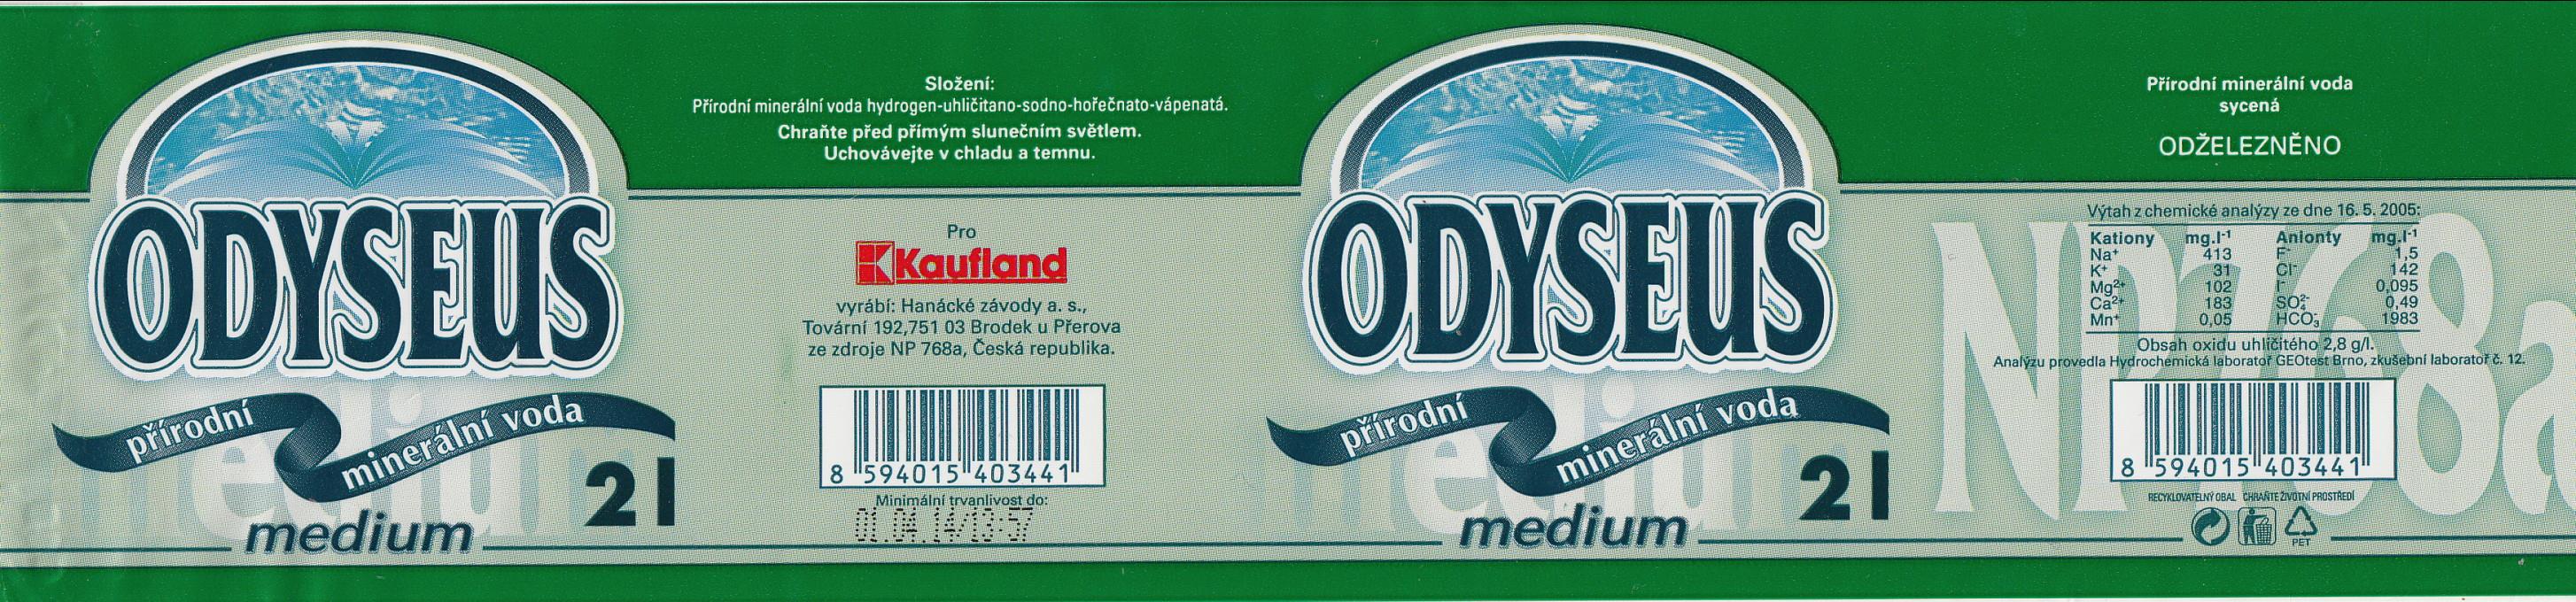 ODYSEUS
přírodní minerální voda
2 l
medium
Složení:
Přírodní minerální voda hydrogen-uhličitano-sodno-hořečnato-vápenatá.
Chraňte před přímým slunečním světlem.
Uchovávejte v chladu a temnu.
Pro
Kaufland
vyrábí: Hanácké závody a. s.,
Tovární 192,751 03 Brodek u Přerova
ze zdroje NP 768a, Česká republika.
8 594015 403441
Minimální trvanlivost do:
01.04.14/13:57
ODYSEUS
přírodní minerální voda
2 l
medium
Přírodní minerální voda
sycená
ODŽELEZNĚNO
NP768a
Výtah z chemické analýzy ze dne 16. 5. 2005:
Kationy mg.l-1 Anionty mg.l-1
Na+ 413 F- 1,5
K+ 31 Cl- 142
Mg2+ 102 I- 0,095
Ca2+ 183 SO42- 0,49
Mn+ 0,05 HCO3- 1983
Obsah oxidu uhličitého 2,8 g/l.
Analýzu provedla Hydrochemická laboratoř GEOtest Brno, zkušební laboratoř č. 12.
8 594015 403441
RECYKLOVATELNÝ OBAL CHRAŇTE ŽIVOTNÍ PROSTŘEDÍ
PET